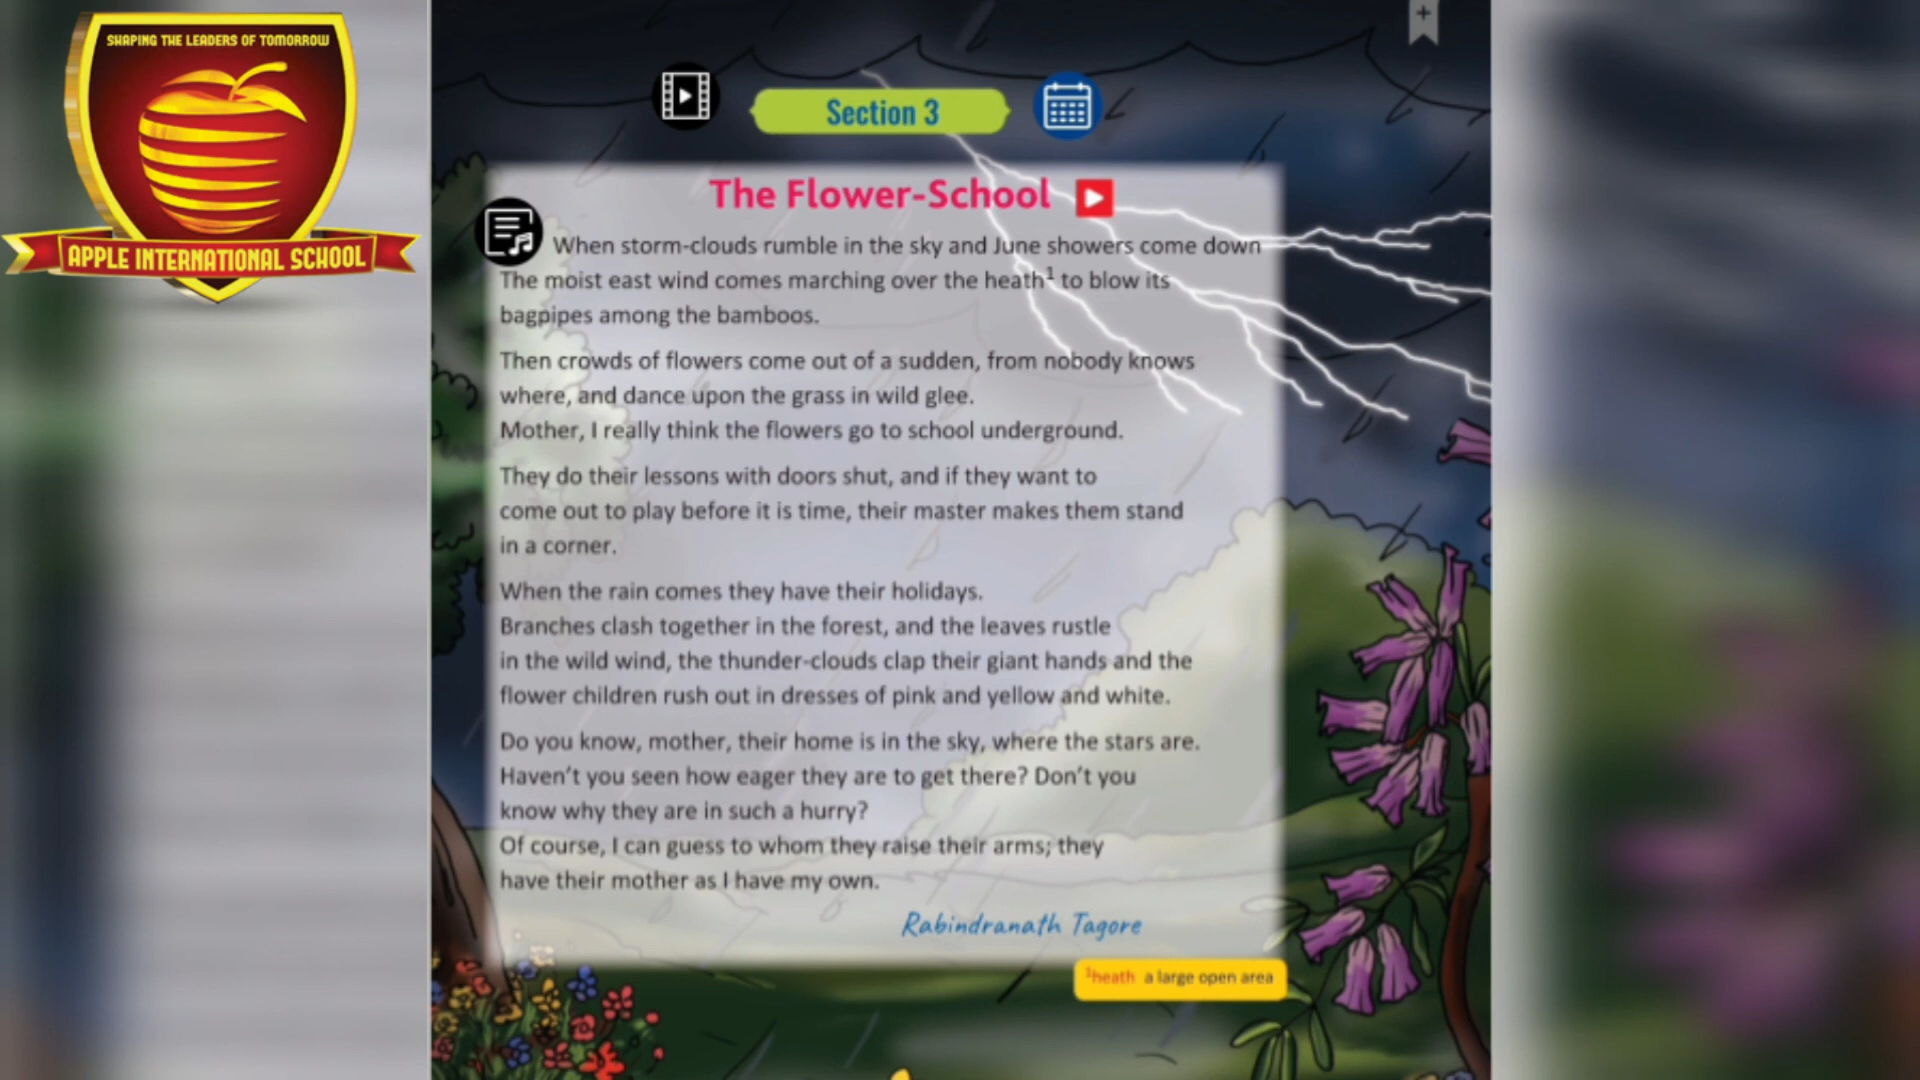 SHAPING THE LEADERS OF TOMORROW
APPLE INTERNATIONAL SCHOOL
Section 3
The Flower-School
When storm-clouds rumble in the sky and June showers come down
The moist east wind comes marching over the heath¹ to blow its
bagpipes among the bamboos.
Then crowds of flowers come out of a sudden, from nobody knows
where, and dance upon the grass in wild glee.
Mother, I really think the flowers go to school underground.
They do their lessons with doors shut, and if they want to
come out to play before it is time, their master makes them stand
in a corner.
When the rain comes they have their holidays.
Branches clash together in the forest, and the leaves rustle
in the wild wind, the thunder-clouds clap their giant hands and the
flower children rush out in dresses of pink and yellow and white.
Do you know, mother, their home is in the sky, where the stars are.
Haven't you seen how eager they are to get there? Don't you
know why they are in such a hurry?
Of course, I can guess to whom they raise their arms; they
have their mother as I have my own.
Rabindranath Tagore
¹heath a large open area